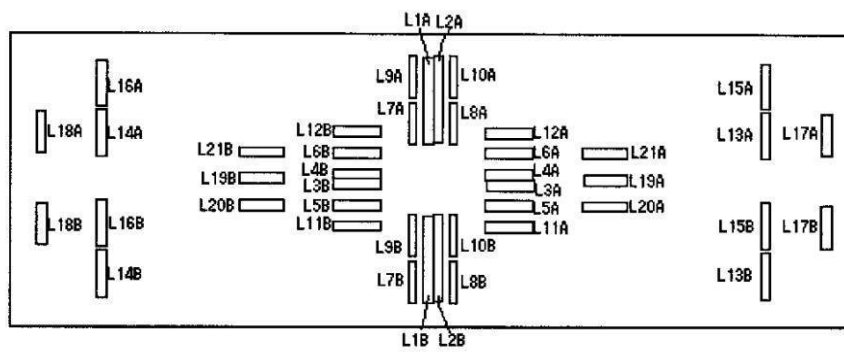 L1A L2A
L9A L10A
L16A L15A
L7A L8A
L18A L14A L12B L12A L13A L17A
L21B L6B L6A L21A
L4B L4A
L19B L3B L3A L19A
L20B L5B L5A L20A
L18B L16B L11B L11A L15B L17B
L9B L10B
L14B L7B L8B L13B
L1B L2B